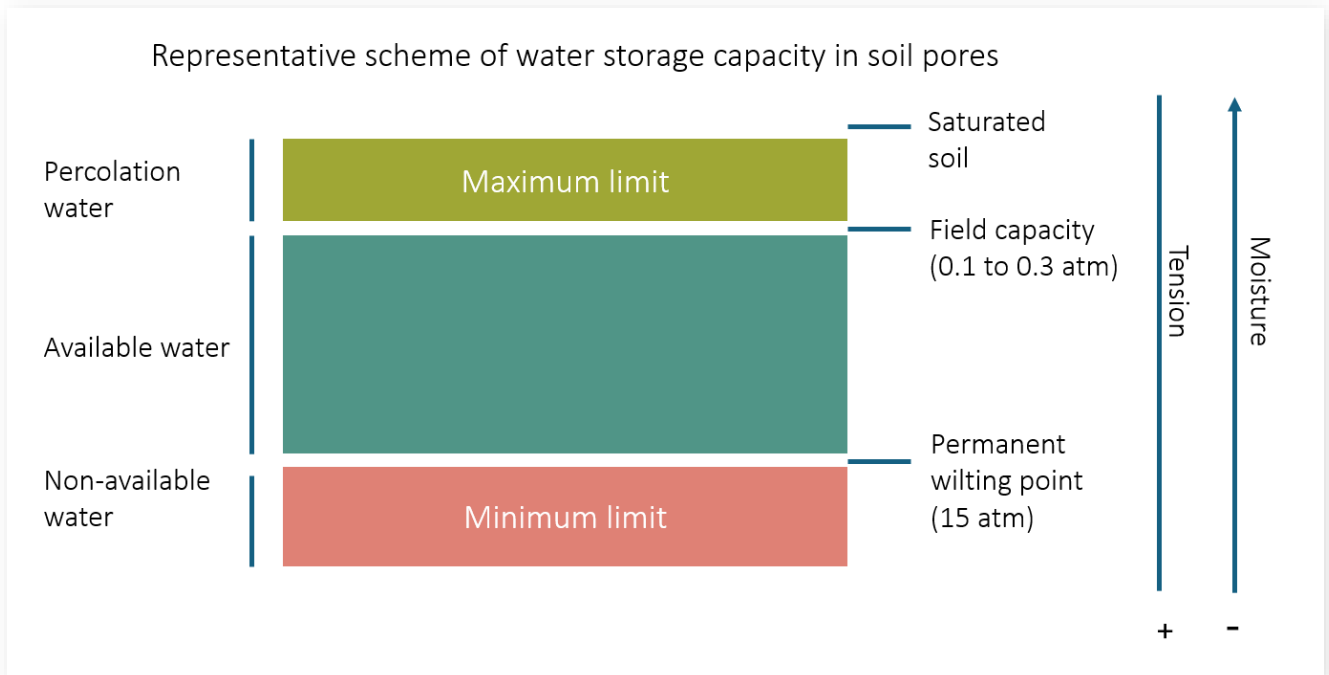 Representative scheme of water storage capacity in soil pores
Percolation
water
Maximum limit
Saturated
soil
Field capacity
(0.1 to 0.3 atm)
Available water
Non-available
water
Minimum limit
Permanent
wilting point
(15 atm)
Tension
Moisture
+
-